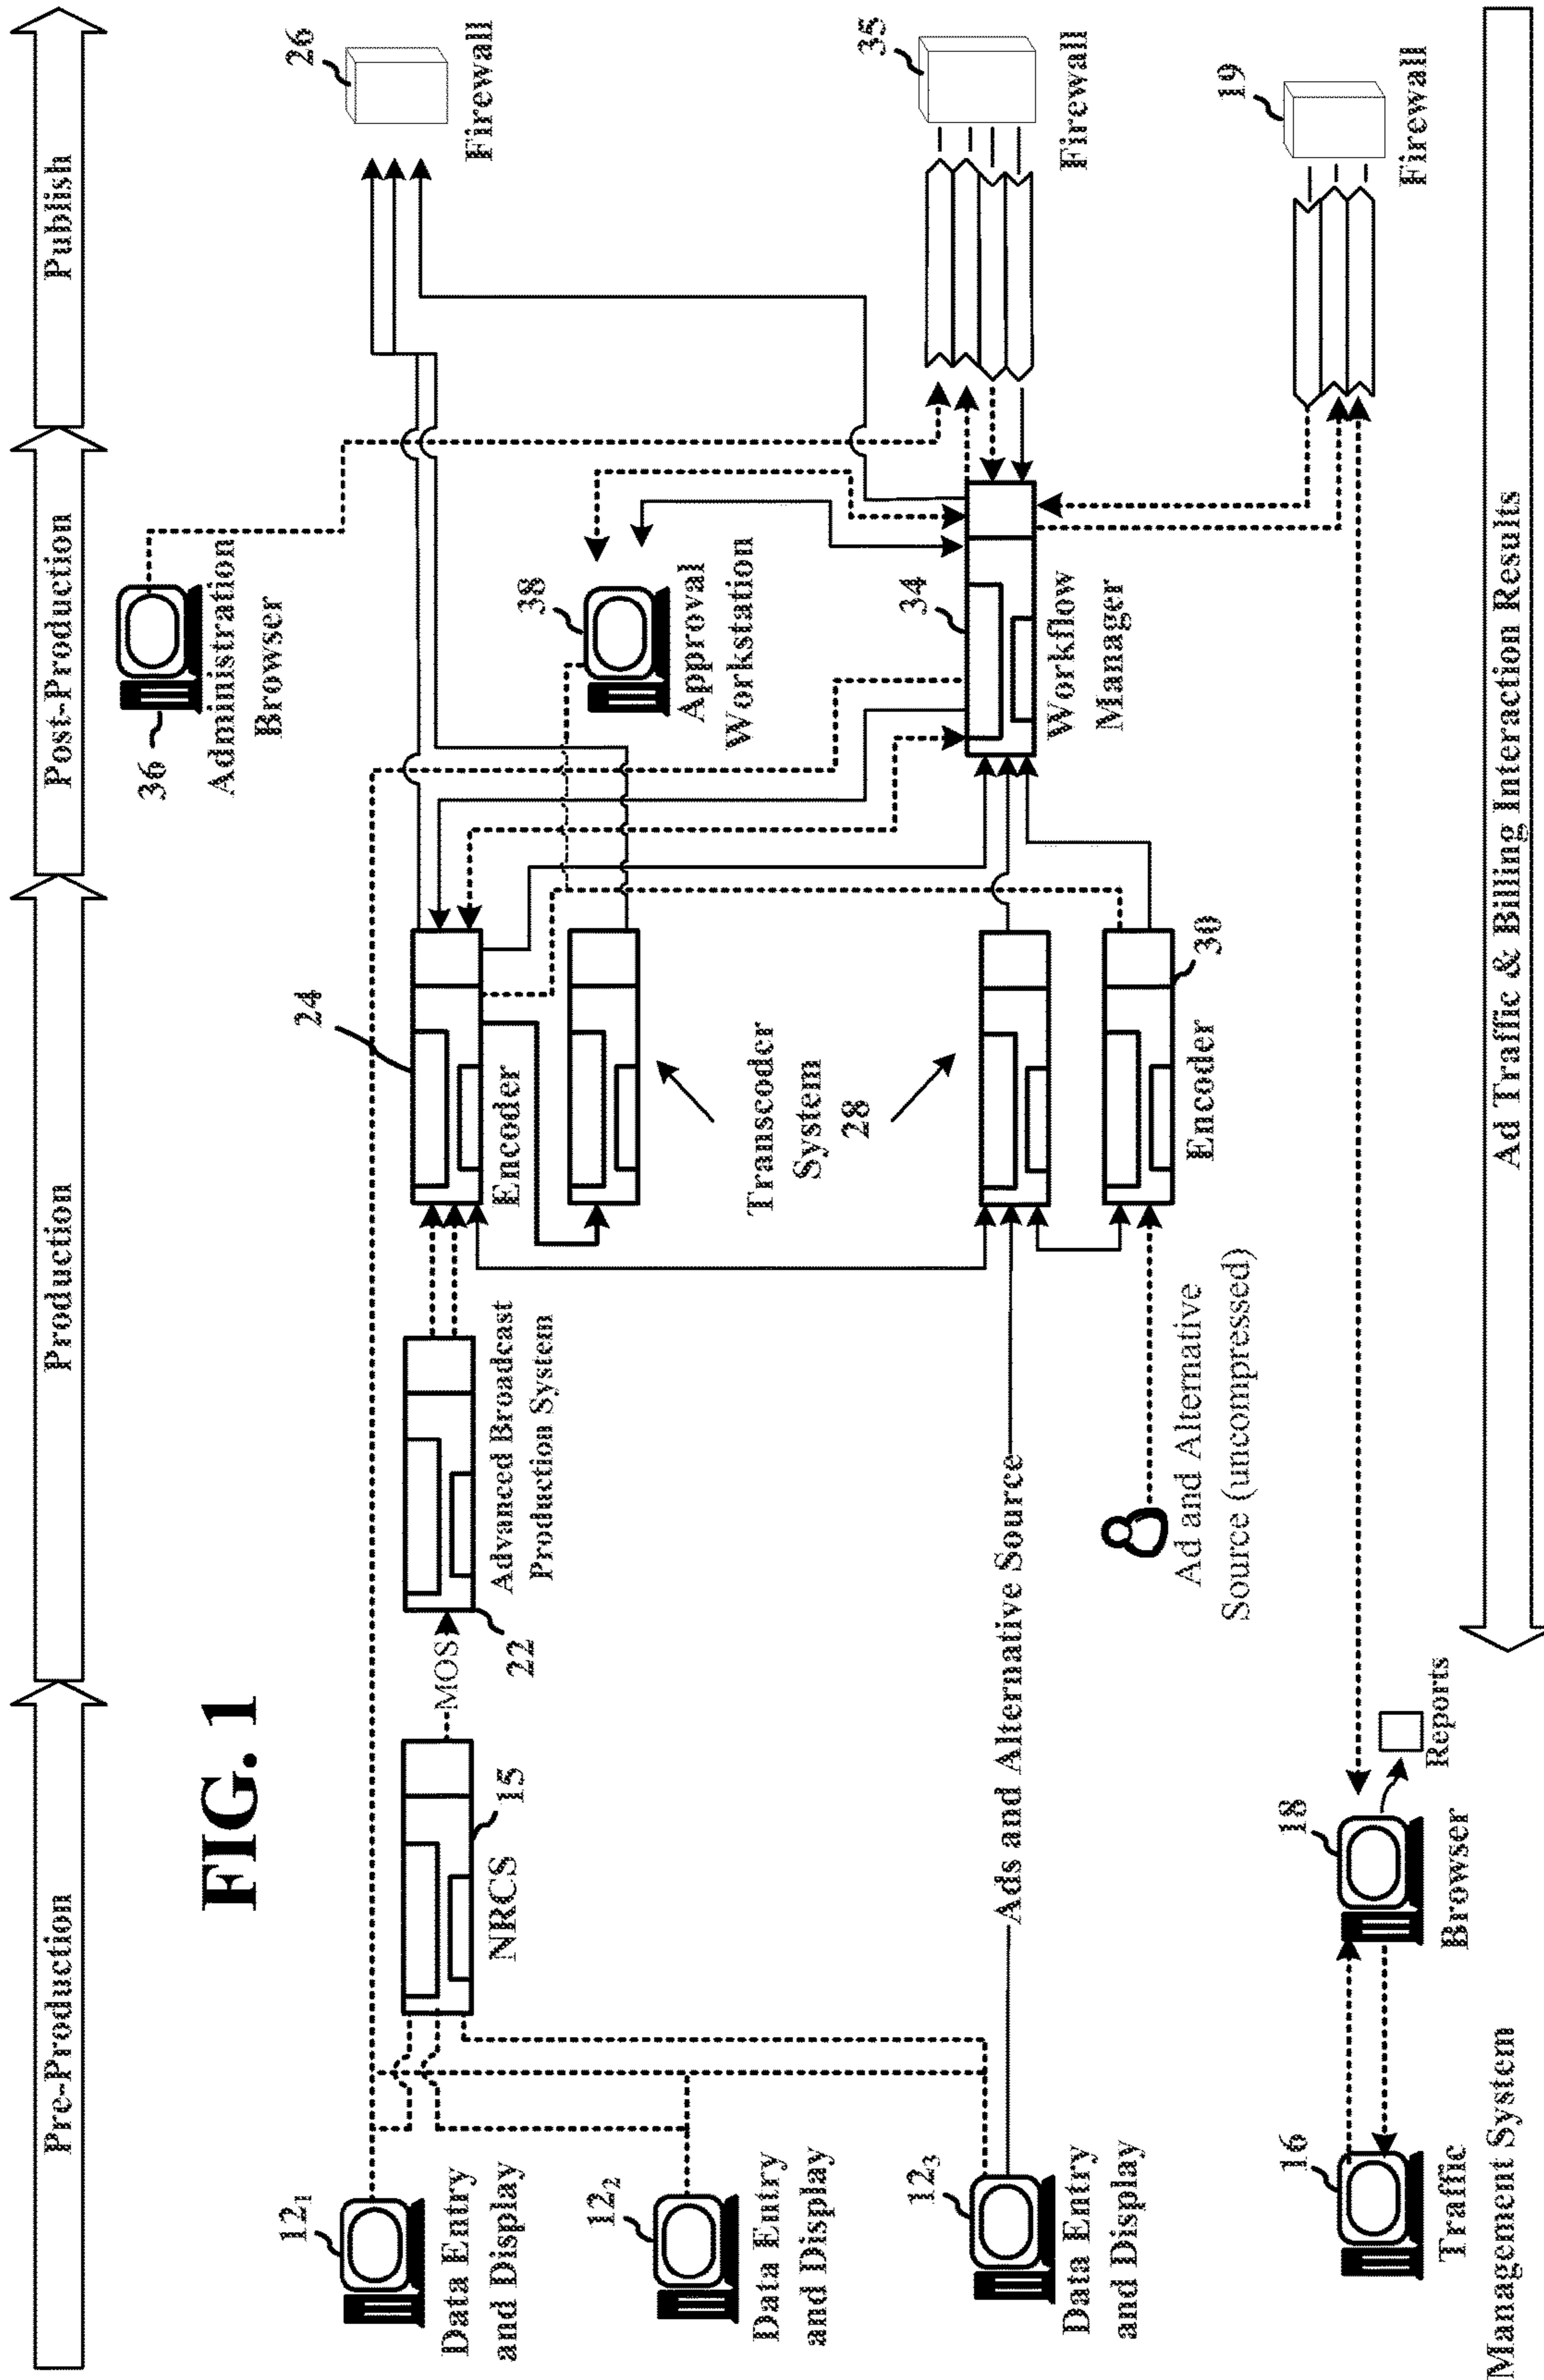 FIG. 1
Pre-Production
Production
Post-Production
Publish
12₁
Data Entry
and Display
12₂
Data Entry
and Display
12₃
Data Entry
and Display
15
NRCS
MOS
22
Advanced Broadcast
Production System
24
Encoder
Transcoder
System
28
30
Encoder
Ads and Alternative Source
Ad and Alternative
Source (uncompressed)
36
Administration
Browser
38
Approval
Workstation
34
Workflow
Manager
26
Firewall
35
Firewall
19
Firewall
16
Traffic
Management System
18
Browser
Reports
Ad Traffic & Billing Interaction Results